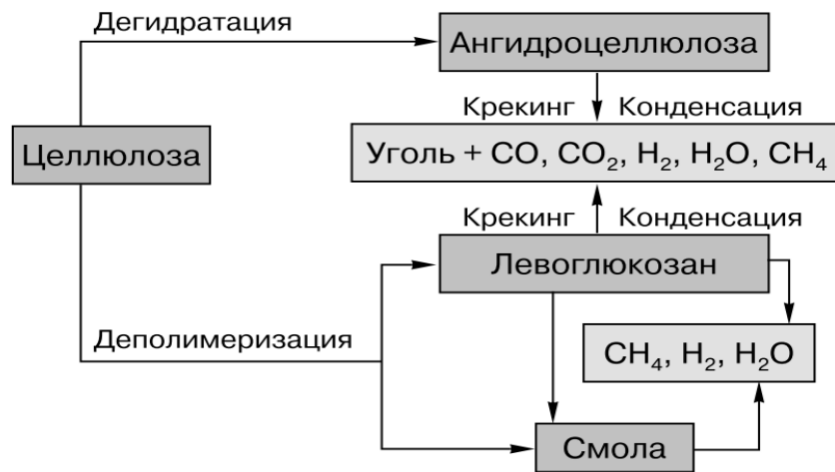 Дегидратация
Ангидроцеллюлоза
Крекинг Конденсация
Целлюлоза
Уголь + CO, CO₂, H₂, H₂O, CH₄
Крекинг Конденсация
Левоглюкозан
Деполимеризация
CH₄, H₂, H₂O
Смола